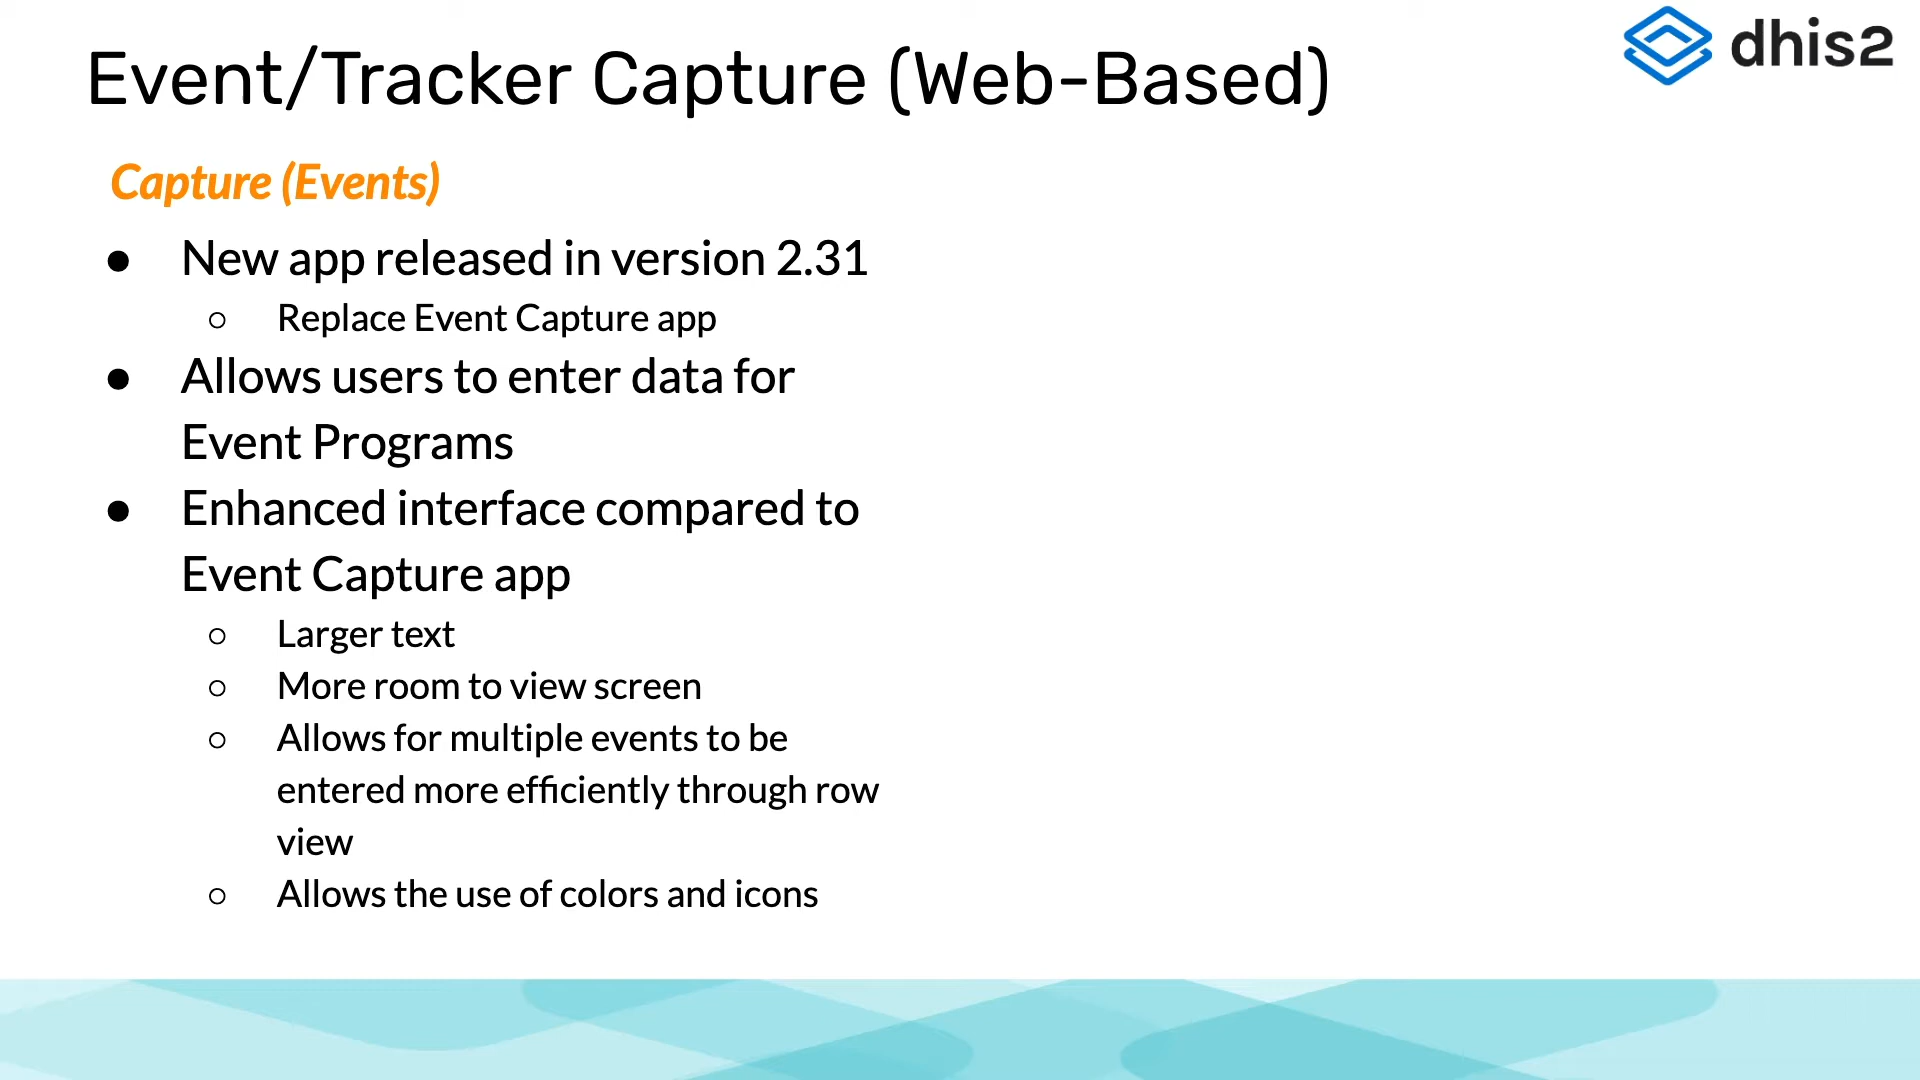 dhis2
Event/Tracker Capture (Web-Based)
Capture (Events)
● New app released in version 2.31
○ Replace Event Capture app
● Allows users to enter data for
Event Programs
● Enhanced interface compared to
Event Capture app
○ Larger text
○ More room to view screen
○ Allows for multiple events to be
entered more efficiently through row
view
○ Allows the use of colors and icons